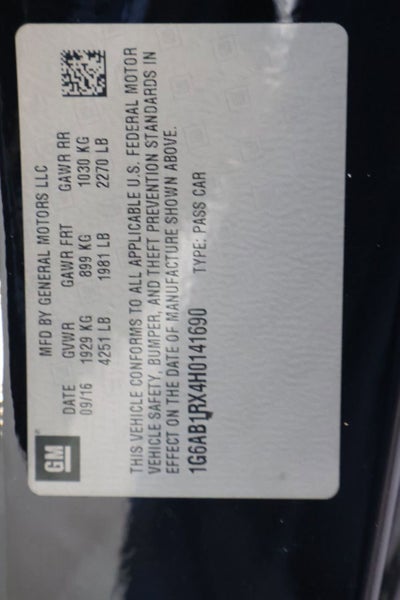 GM
MFD BY GENERAL MOTORS LLC
DATE GVWR GAWR FRT GAWR RR
09/16 1929 KG 899 KG 1030 KG
4251 LB 1981 LB 2270 LB
THIS VEHICLE CONFORMS TO ALL APPLICABLE U.S. FEDERAL MOTOR
VEHICLE SAFETY, BUMPER, AND THEFT PREVENTION STANDARDS IN
EFFECT ON THE DATE OF MANUFACTURE SHOWN ABOVE.
1G6AB1RX4H0141690 TYPE: PASS CAR